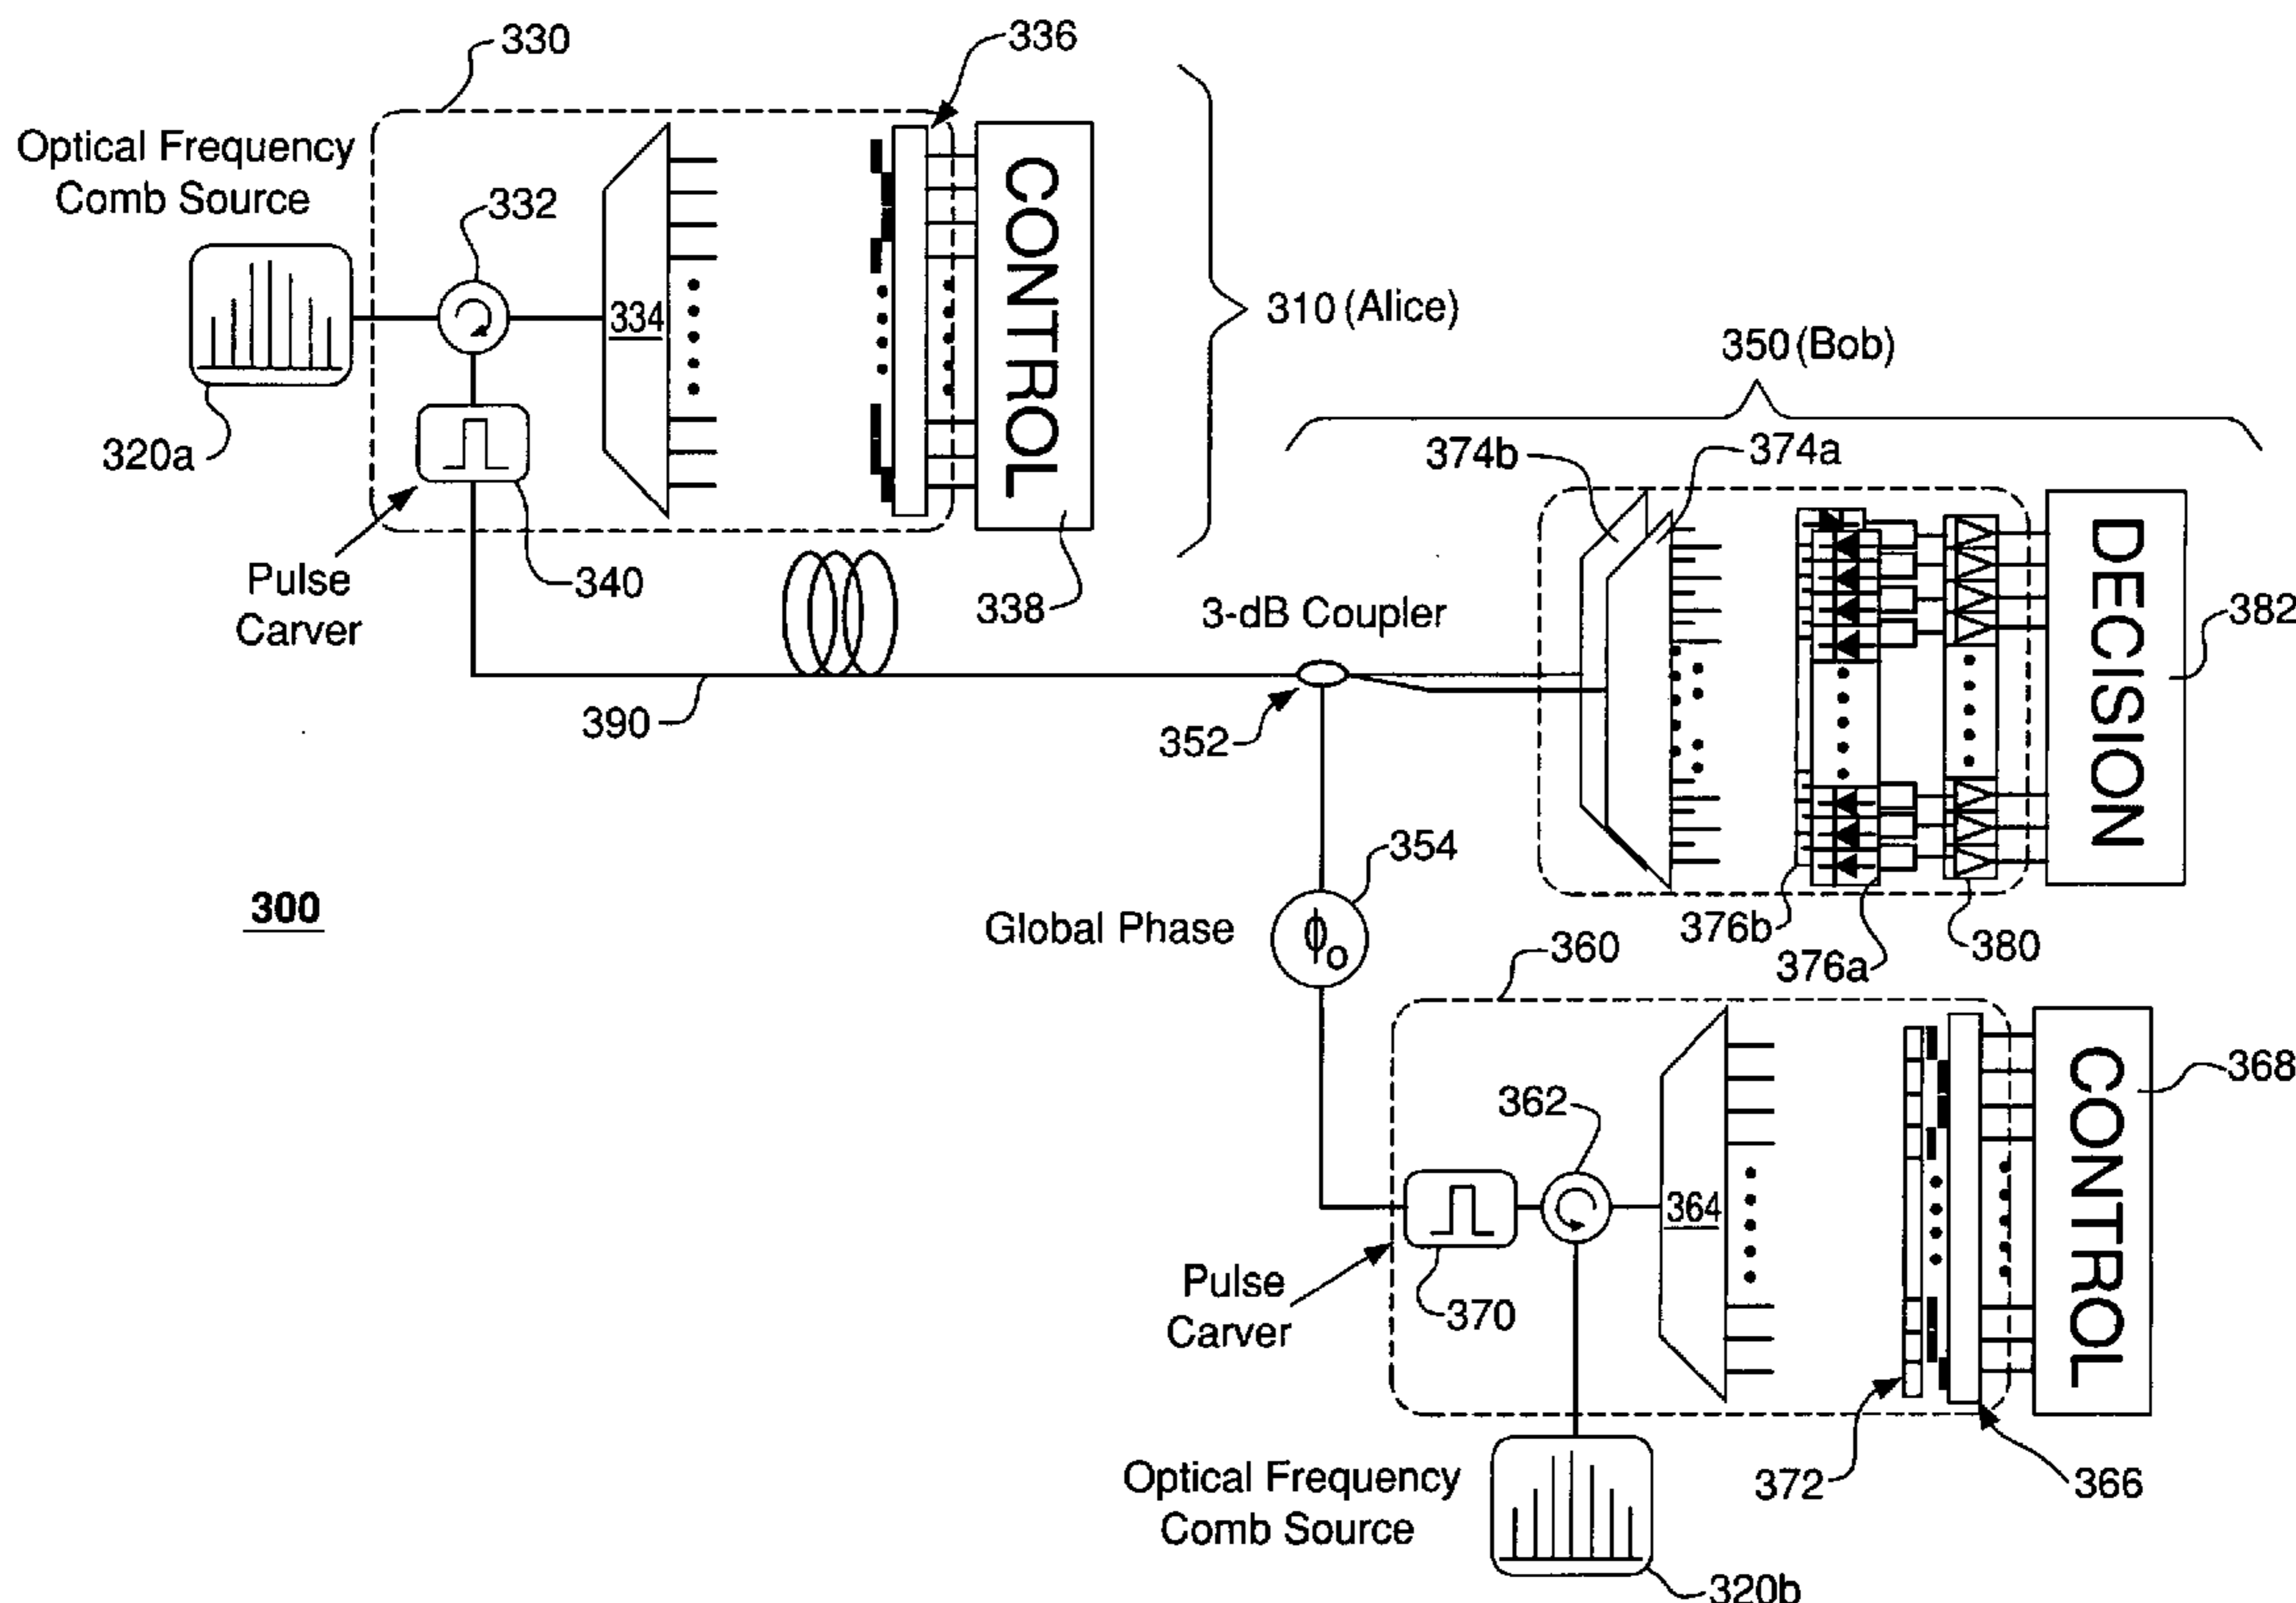 330
336
Optical Frequency
Comb Source
332
CONTROL
334
310 (Alice)
320a
350 (Bob)
374b
374a
Pulse
Carver
340
338
3-dB Coupler
DECISION
382
390
352
354
300
Global Phase
ϕo
376b
376a
380
360
362
364
CONTROL
368
Pulse
Carver
370
372
366
Optical Frequency
Comb Source
320b